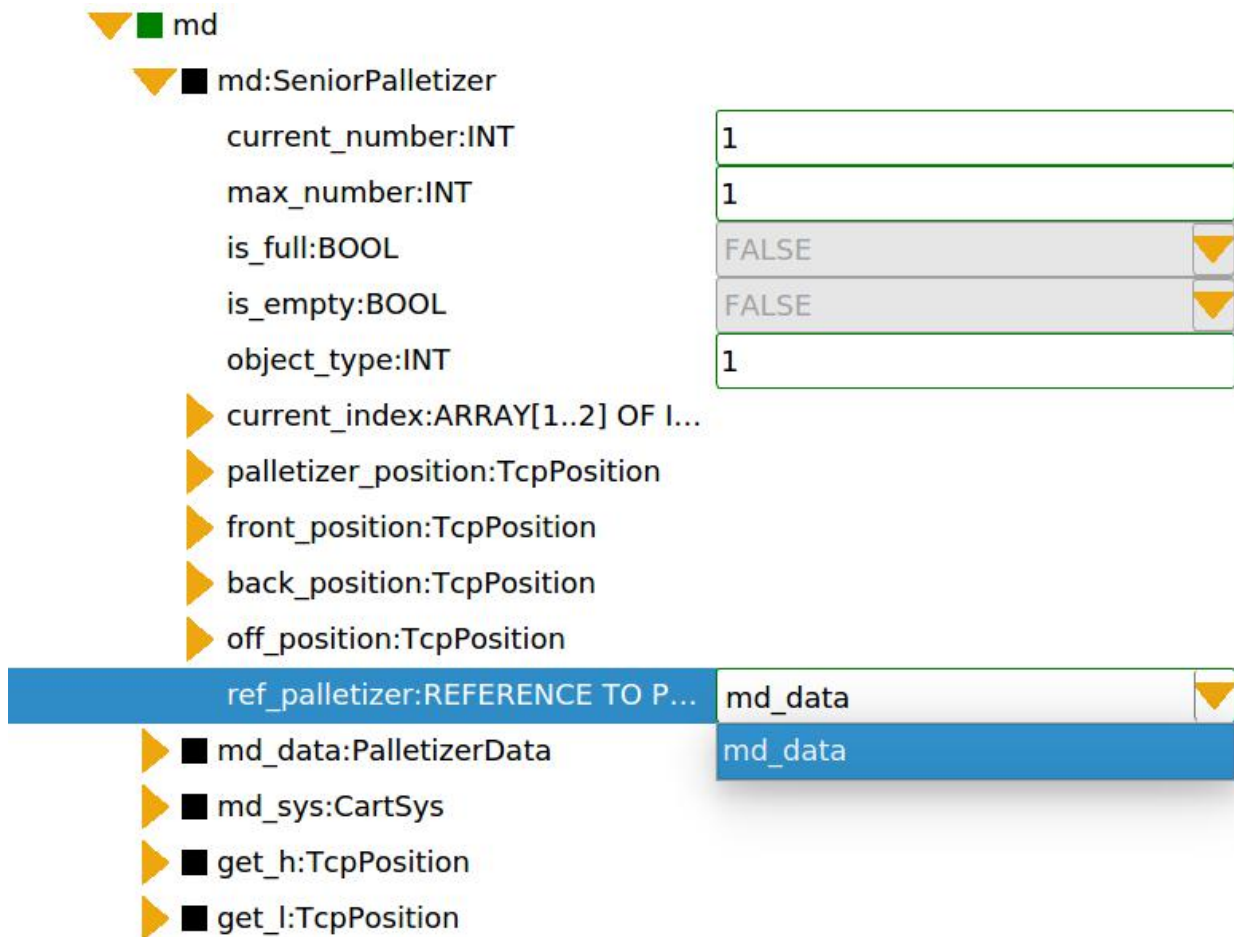 md
md:SeniorPalletizer
current_number:INT 1
max_number:INT 1
is_full:BOOL FALSE
is_empty:BOOL FALSE
object_type:INT 1
current_index:ARRAY[1..2] OF I...
palletizer_position:TcpPosition
front_position:TcpPosition
back_position:TcpPosition
off_position:TcpPosition
ref_palletizer:REFERENCE TO P... md_data
md_data:PalletizerData md_data
md_sys:CartSys
get_h:TcpPosition
get_l:TcpPosition